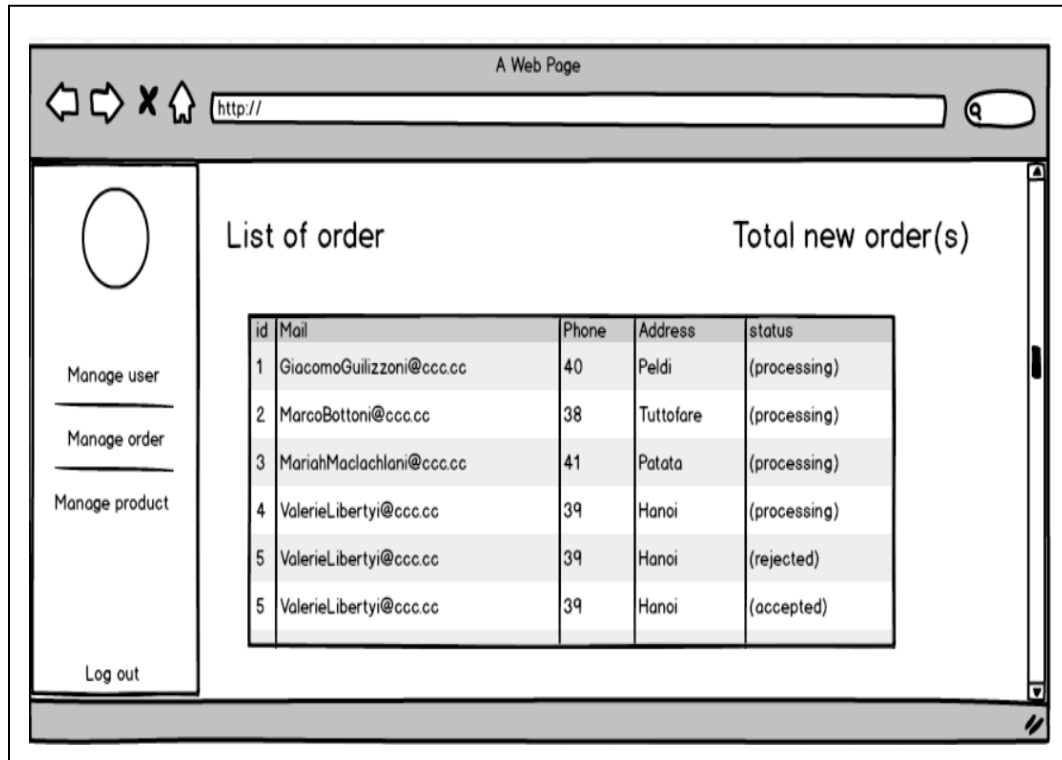 A Web Page
http://
List of order Total new order(s)
Manage user
Manage order
Manage product
Log out
id Mail Phone Address status
1 GiacomoGuilizzoni@ccc.cc 40 Peldi (processing)
2 MarcoBottoni@ccc.cc 38 Tuttofare (processing)
3 MariahMaclachlani@ccc.cc 41 Patata (processing)
4 ValerieLibertyi@ccc.cc 39 Hanoi (processing)
5 ValerieLibertyi@ccc.cc 39 Hanoi (rejected)
5 ValerieLibertyi@ccc.cc 39 Hanoi (accepted)